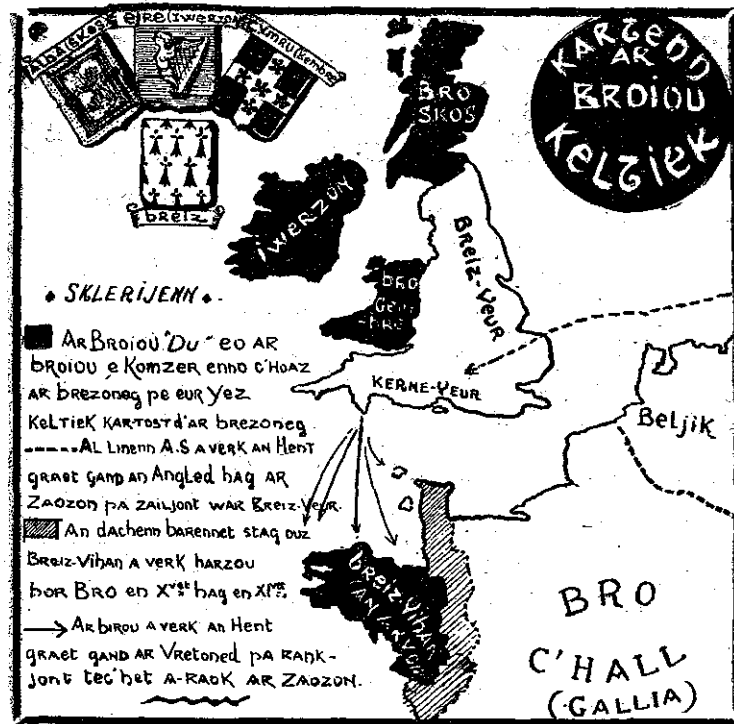 Alba (Skos)
eire (Iwerzon)
Cymru (Kembre)
breiz
KARTENN
AR
BROIOU
KELTIEK
BRO
SKOS
IWERZON
BREIZ-VEUR
BRO
KERNE-VEUR
Beljik
• SKLERIJENN •
AR BROIOU "DU" EO AR
BROIOU e KOMZER ENNO C'HOAZ
AR BREZONEG PE EUR YEZ
KELTIEK KARTOST D'AR BREZONEG
AL LINENN A.S A VERK AN HENT
GRAET GAND AN ANGLED HAG AR
ZAOZON PA ZAILJONT WAR BREIZ-VEUR.
AN DACHENN BARENNET STAG OUZ
BREIZ-VIHAN A VERK HARZOU
HOR BRO EN Xvet HAG EN XIvet.
AR BIROU A VERK AN HENT
GRAET GAND AR VRETONED PA RANK-
JONT TEC'HET A-RAOK AR ZAOZON.
BREIZ-VIHAN
BRO
C'HALL
(GALLIA)